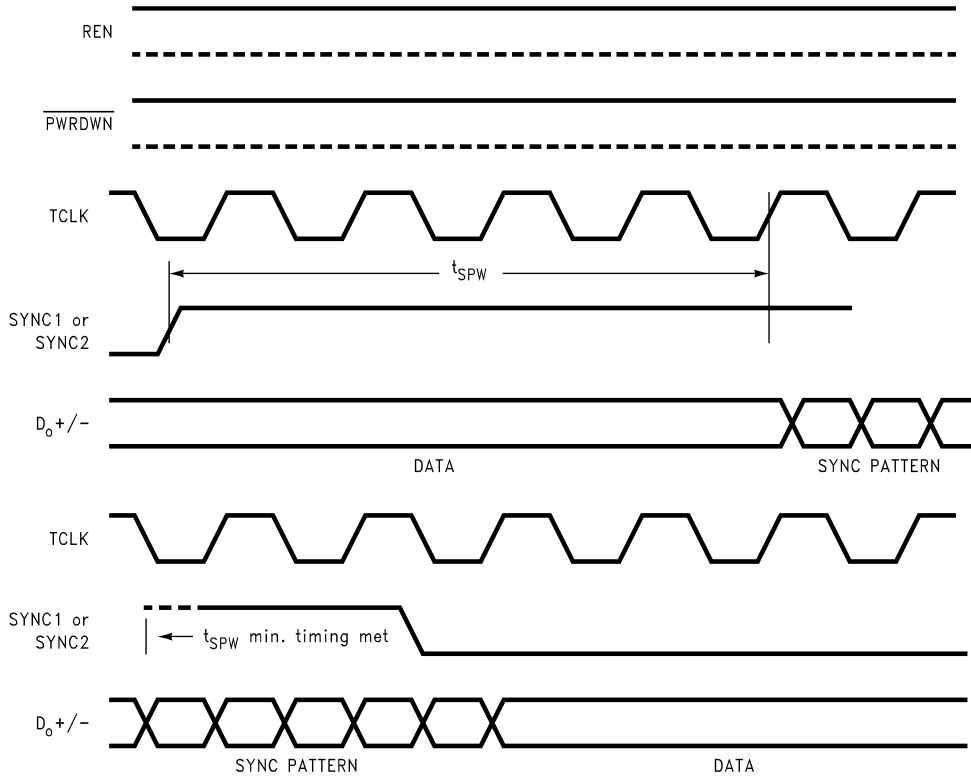 REN
PWRDWN
TCLK
tSPW
SYNC1 or
SYNC2
Do+/-
DATA
SYNC PATTERN
TCLK
SYNC1 or
SYNC2
tSPW min. timing met
Do+/-
SYNC PATTERN
DATA